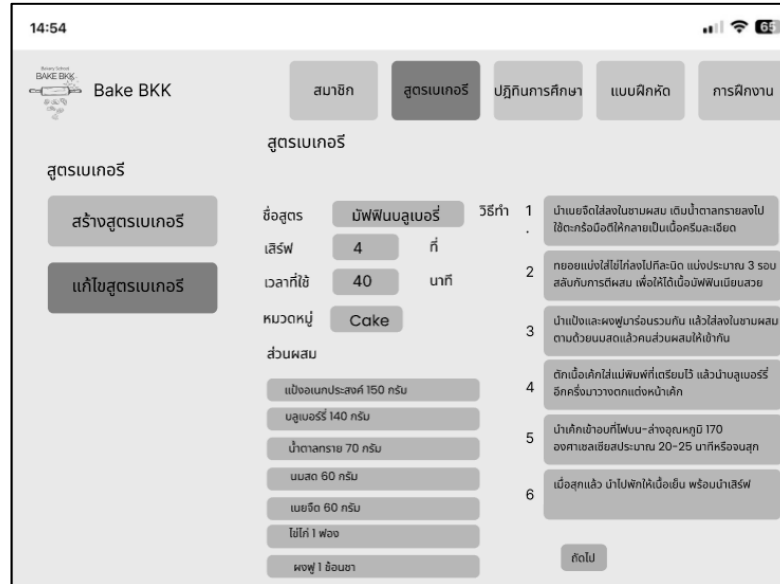 14:54
65
Bakery School
BAKE BKK
Bake BKK
สมาชิก
สูตรเบเกอรี
ปฏิทินการศึกษา
แบบฝึกหัด
การฝึกงาน
สูตรเบเกอรี
สร้างสูตรเบเกอรี
แก้ไขสูตรเบเกอรี
สูตรเบเกอรี
ชื่อสูตร มัฟฟินบลูเบอรี่
เสิร์ฟ 4 ที่
เวลาที่ใช้ 40 นาที
หมวดหมู่ Cake
ส่วนผสม
แป้งอเนกประสงค์ 150 กรัม
บลูเบอร์รี่ 140 กรัม
น้ำตาลทราย 70 กรัม
นมสด 60 กรัม
เนยจืด 60 กรัม
ไข่ไก่ 1 ฟอง
ผงฟู 1 ช้อนชา
วิธีทำ
1. นำเนยจืดใส่ลงในชามผสม เติมน้ำตาลทรายลงไป
ใช้ตะกร้อมือตีให้กลายเป็นเนื้อครีมละเอียด
2 ทยอยแบ่งใส่ไข่ไก่ลงไปทีละนิด แบ่งประมาณ 3 รอบ
สลับกับการตีผสม เพื่อให้ได้เนื้อมัฟฟินเนียนสวย
3 นำแป้งและผงฟูมาร่อนรวมกัน แล้วใส่ลงในชามผสม
ตามด้วยนมสดแล้วคนส่วนผสมให้เข้ากัน
4 ตักเนื้อเค้กใส่แม่พิมพ์ที่เตรียมไว้ แล้วนำบลูเบอร์รี่
อีกครึ่งมาวางตกแต่งหน้าเค้ก
5 นำเค้กเข้าอบที่ไฟบน-ล่างอุณหภูมิ 170
องศาเซลเซียสประมาณ 20-25 นาทีหรือจนสุก
6 เมื่อสุกแล้ว นำไปพักให้เนื้อเย็น พร้อมนำเสิร์ฟ
ถัดไป